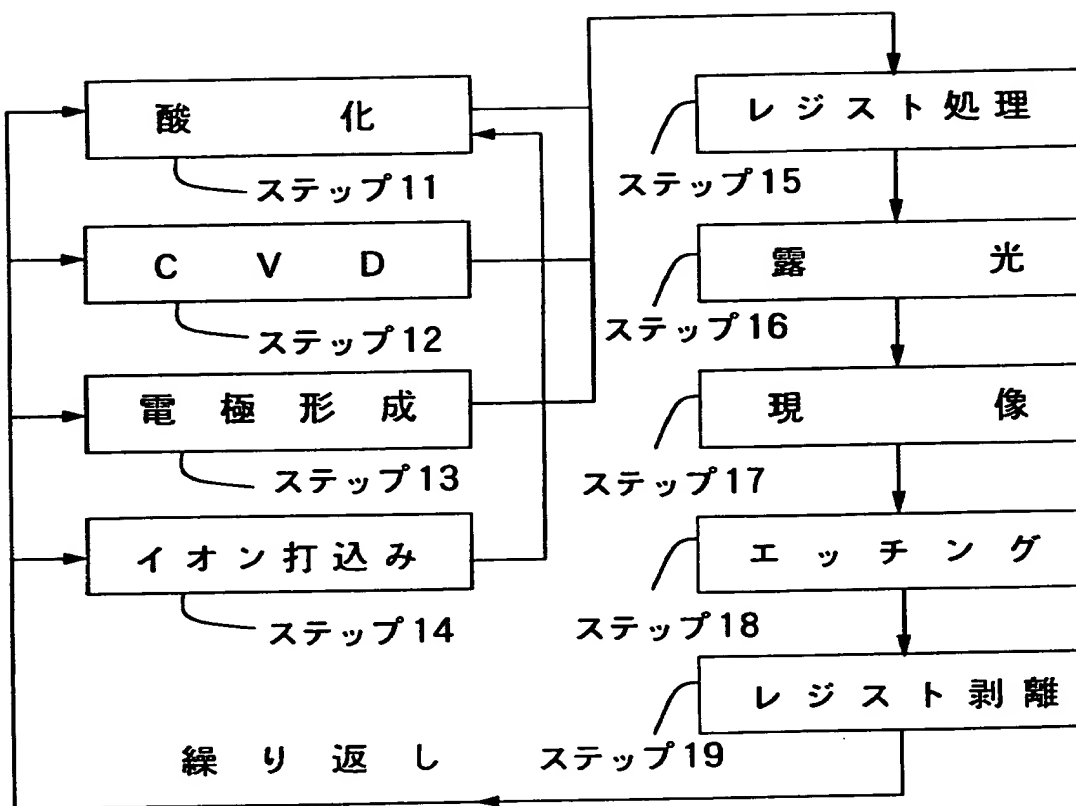 酸化
ステップ11
CVD
ステップ12
電極形成
ステップ13
イオン打込み
ステップ14
レジスト処理
ステップ15
露光
ステップ16
現像
ステップ17
エッチング
ステップ18
レジスト剥離
ステップ19
繰り返し